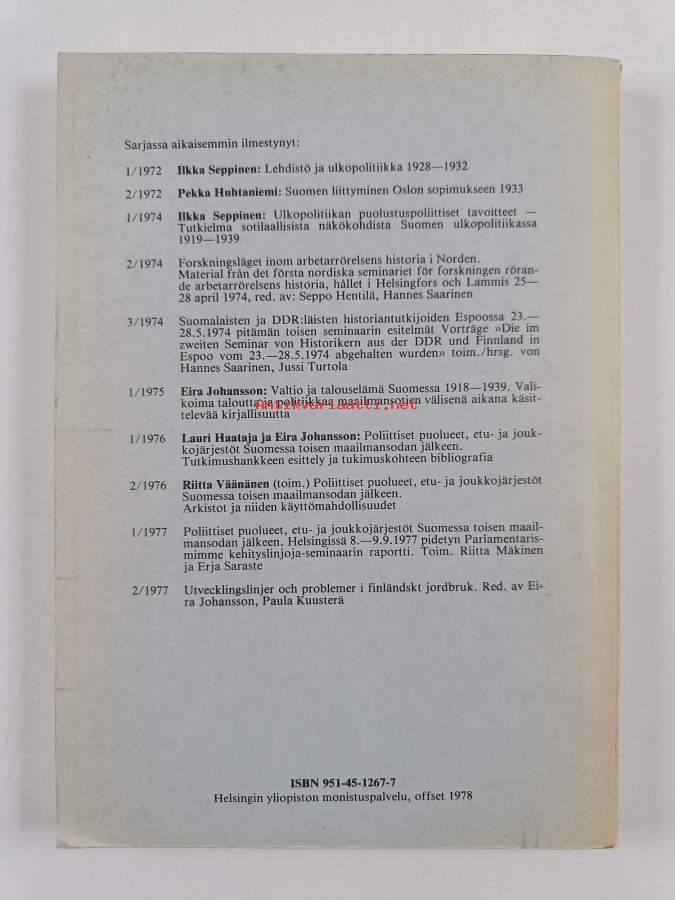 Sarjassa aikaisemmin ilmestynyt:
1/1972 Ilkka Seppinen: Lehdistö ja ulkopolitiikka 1928—1932
2/1972 Pekka Huhtaniemi: Suomen liittyminen Oslon sopimukseen 1933
1/1974 Ilkka Seppinen: Ulkopolitiikan puolustuspoliittiset tavoitteet —
Tutkielma sotilaallisista näkökohdista Suomen ulkopolitiikassa
1919—1939
2/1974 Forskningsläget inom arbetarrörelsens historia i Norden.
Material från det första nordiska seminariet för forskningen röran-
de arbetarrörelsens historia, hållet i Helsingfors och Lammis 25—
28 april 1974, red. av: Seppo Hentilä, Hannes Saarinen
3/1974 Suomalaisten ja DDR:läisten historiantutkijoiden Espoossa 23.—
28.5.1974 pitämän toisen seminaarin esitelmät Vorträge »Die im
zweiten Seminar von Historikern aus der DDR und Finnland in
Espoo vom 23.—28.5.1974 abgehalten wurden» toim./hrsg. von
Hannes Saarinen, Jussi Turtola
1/1975 Eira Johansson: Valtio ja talouselämä Suomessa 1918—1939. Vali-
koima taloutta ja politiikkaa maailmansotien välisenä aikana käsit-
televää kirjallisuutta
antikvariaatti.net
1/1976 Lauri Haataja ja Eira Johansson: Poliittiset puolueet, etu- ja jouk-
kojärjestöt Suomessa toisen maailmansodan jälkeen.
Tutkimushankkeen esittely ja tukimuskohteen bibliografia
2/1976 Riitta Väänänen (toim.) Poliittiset puolueet, etu- ja joukkojärjestöt
Suomessa toisen maailmansodan jälkeen.
Arkistot ja niiden käyttömahdollisuudet
1/1977 Poliittiset puolueet, etu- ja joukkojärjestöt Suomessa toisen maail-
mansodan jälkeen. Helsingissä 8.—9.9.1977 pidetyn Parlamentaris-
mimme kehityslinjoja-seminaarin raportti. Toim. Riitta Mäkinen
ja Erja Saraste
2/1977 Utvecklingslinjer och problemer i finländskt jordbruk. Red. av Ei-
ra Johansson, Paula Kuusterä
ISBN 951-45-1267-7
Helsingin yliopiston monistuspalvelu, offset 1978